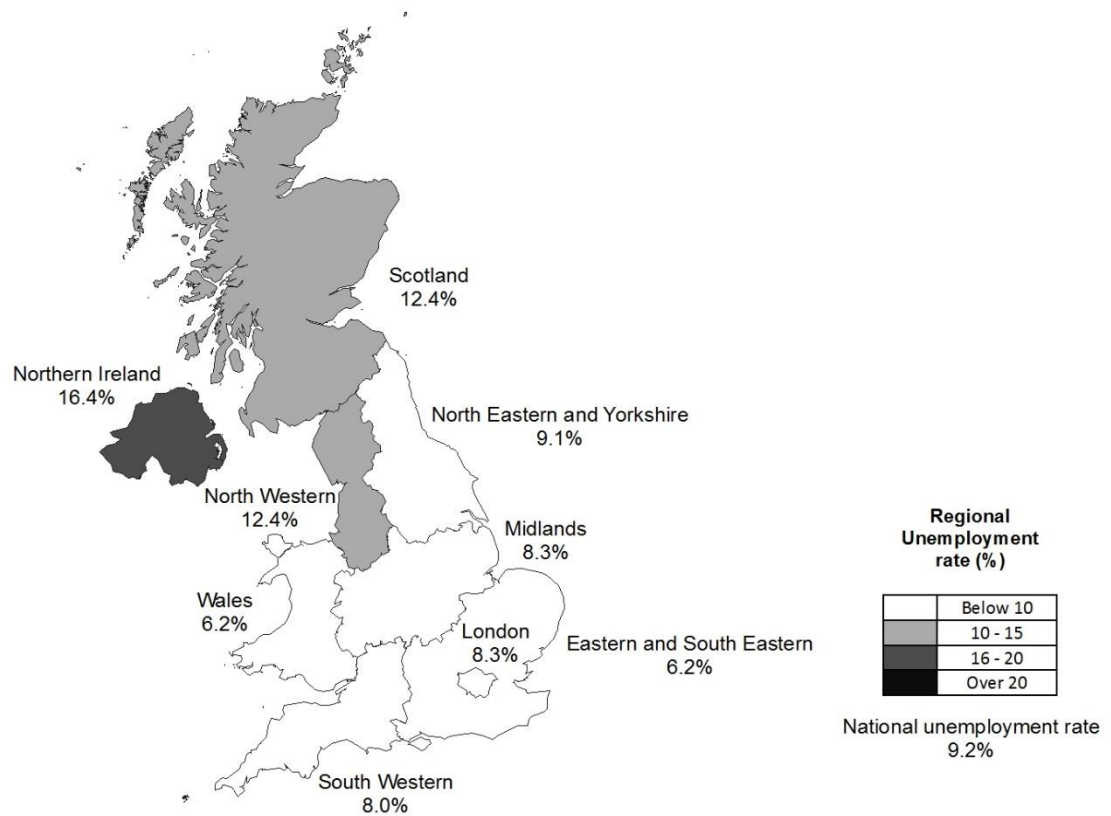 Scotland
12.4%
Northern Ireland
16.4%
North Eastern and Yorkshire
9.1%
North Western
12.4%
Midlands
8.3%
Wales
6.2%
London
8.3%
Eastern and South Eastern
6.2%
South Western
8.0%
Regional
Unemployment
rate (%)
Below 10
10 - 15
16 - 20
Over 20
National unemployment rate
9.2%